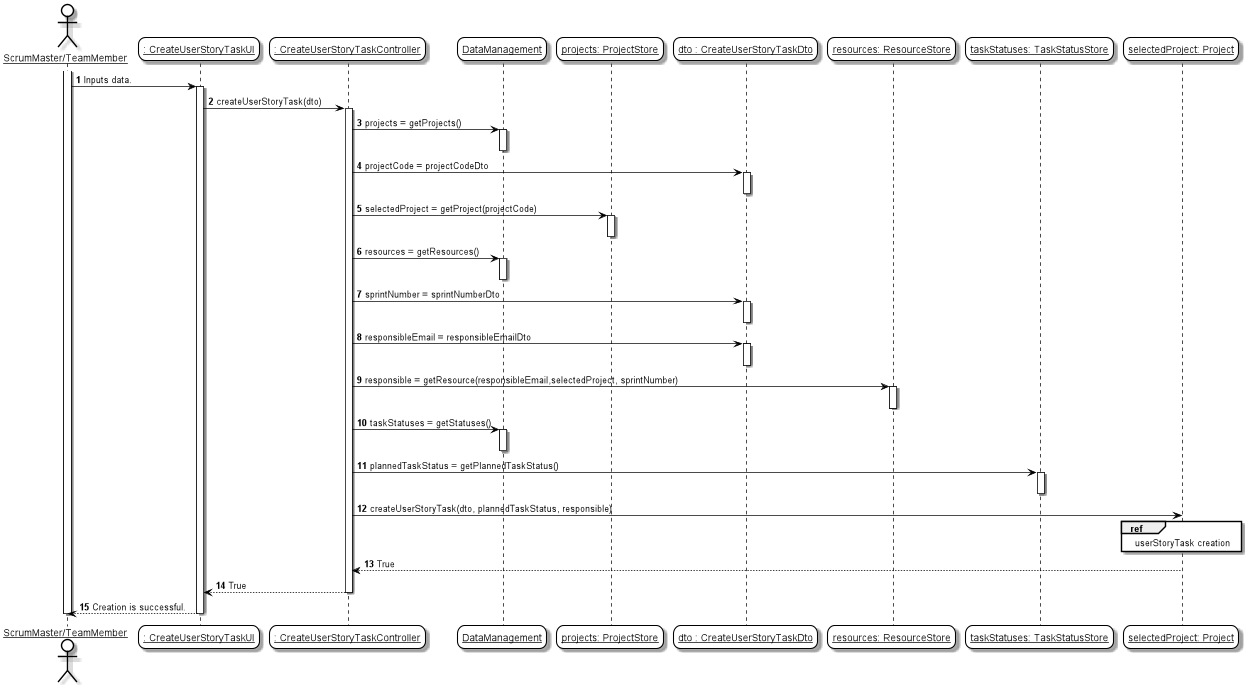 ScrumMaster/TeamMember
: CreateUserStoryTaskUI
: CreateUserStoryTaskController
DataManagement
projects: ProjectStore
dto : CreateUserStoryTaskDto
resources: ResourceStore
taskStatuses: TaskStatusStore
selectedProject: Project
1 Inputs data.
2 createUserStoryTask(dto)
3 projects = getProjects()
4 projectCode = projectCodeDto
5 selectedProject = getProject(projectCode)
6 resources = getResources()
7 sprintNumber = sprintNumberDto
8 responsibleEmail = responsibleEmailDto
9 responsible = getResource(responsibleEmail,selectedProject, sprintNumber)
10 taskStatuses = getStatuses()
11 plannedTaskStatus = getPlannedTaskStatus()
12 createUserStoryTask(dto, plannedTaskStatus, responsible)
ref
userStoryTask creation
13 True
14 True
15 Creation is successful.
ScrumMaster/TeamMember
: CreateUserStoryTaskUI
: CreateUserStoryTaskController
DataManagement
projects: ProjectStore
dto : CreateUserStoryTaskDto
resources: ResourceStore
taskStatuses: TaskStatusStore
selectedProject: Project